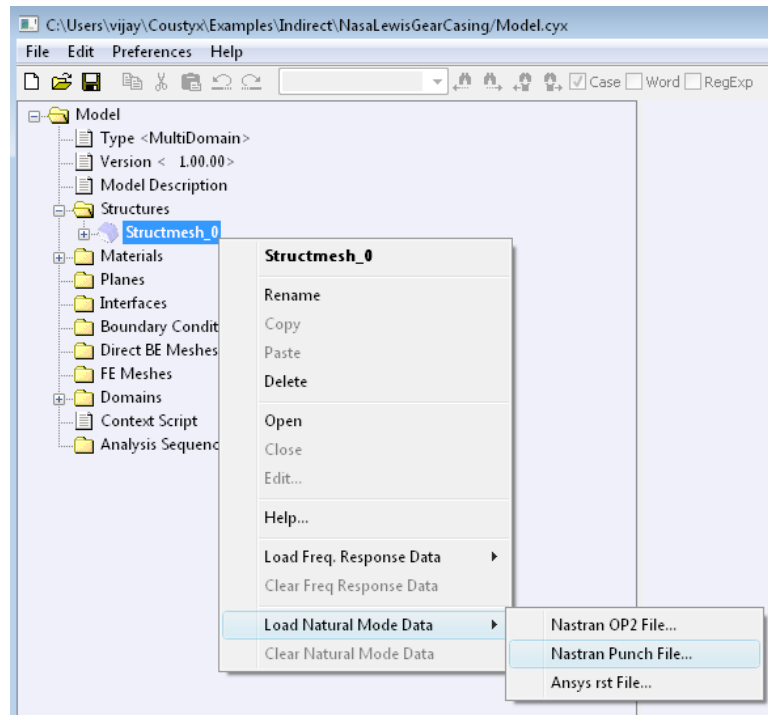 C:\Users\vijay\Coustyx\Examples\Indirect\NasaLewisGearCasing/Model.cyx
File Edit Preferences Help
Case Word RegExp
Model
Type <MultiDomain>
Version < 1.00.00>
Model Description
Structures
Structmesh_0
Materials
Planes
Interfaces
Boundary Condit
Direct BE Meshes
FE Meshes
Domains
Context Script
Analysis Sequenc
Structmesh_0
Rename
Copy
Paste
Delete
Open
Close
Edit...
Help...
Load Freq. Response Data
Clear Freq Response Data
Load Natural Mode Data
Clear Natural Mode Data
Nastran OP2 File...
Nastran Punch File...
Ansys rst File...